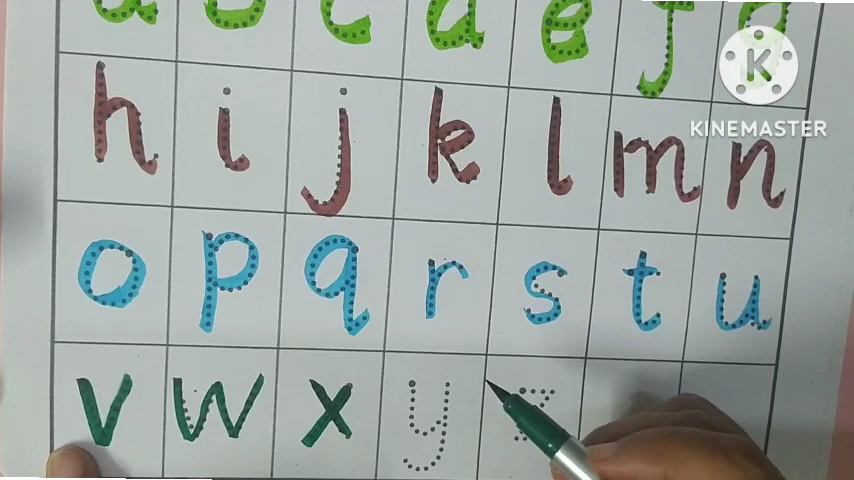 a b c d e f g
K
KINEMASTER
h i j k l m n
o p q r s t u
v w x y z